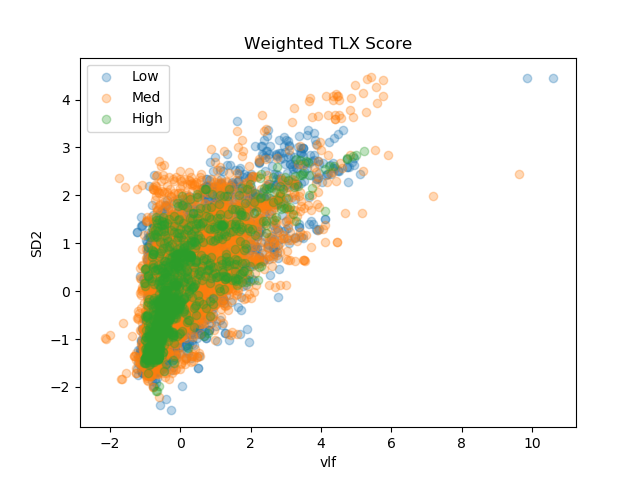 Weighted TLX Score
Low
Med
High
SD2
4
3
2
1
0
−1
−2
−2 0 2 4 6 8 10
vlf